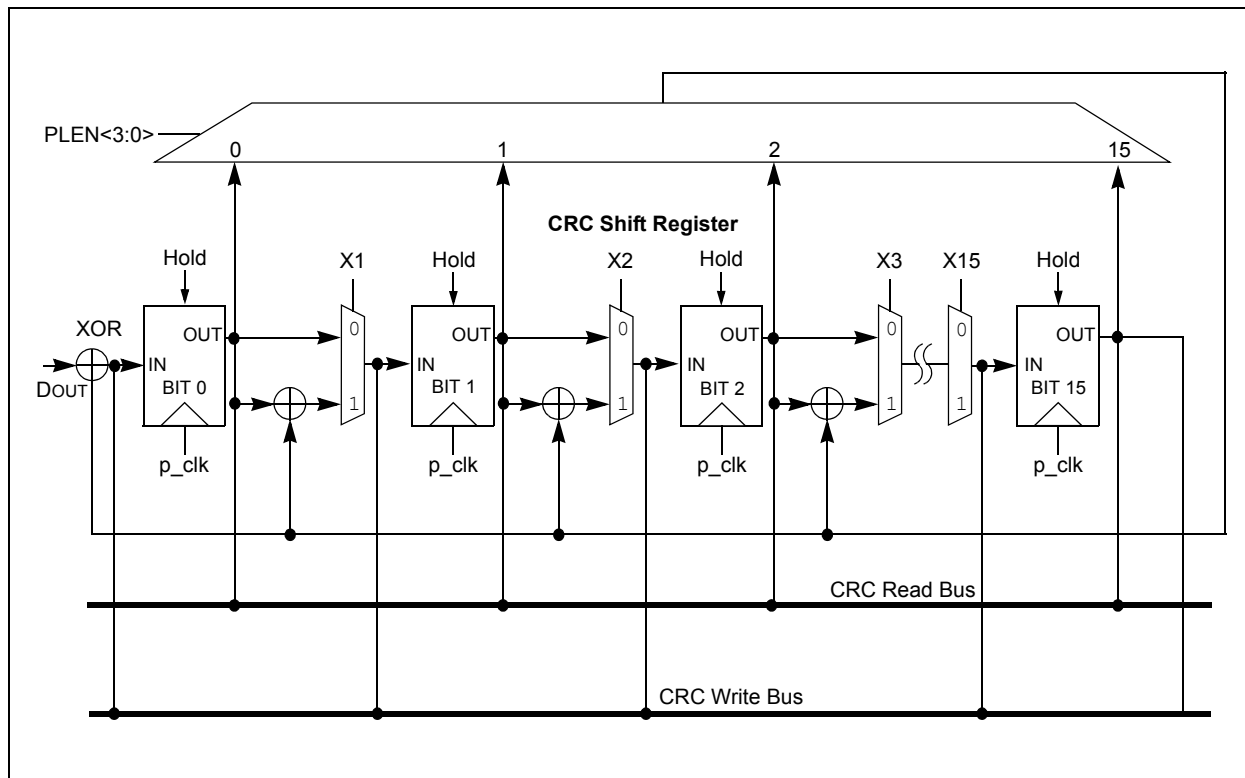 PLEN<3:0>
0
1
2
15
CRC Shift Register
Hold
X1
Hold
X2
Hold
X3
X15
Hold
XOR
DOUT
IN
OUT
BIT 0
p_clk
0
1
IN
OUT
BIT 1
p_clk
0
1
IN
OUT
BIT 2
p_clk
0
1
0
1
IN
OUT
BIT 15
p_clk
CRC Read Bus
CRC Write Bus